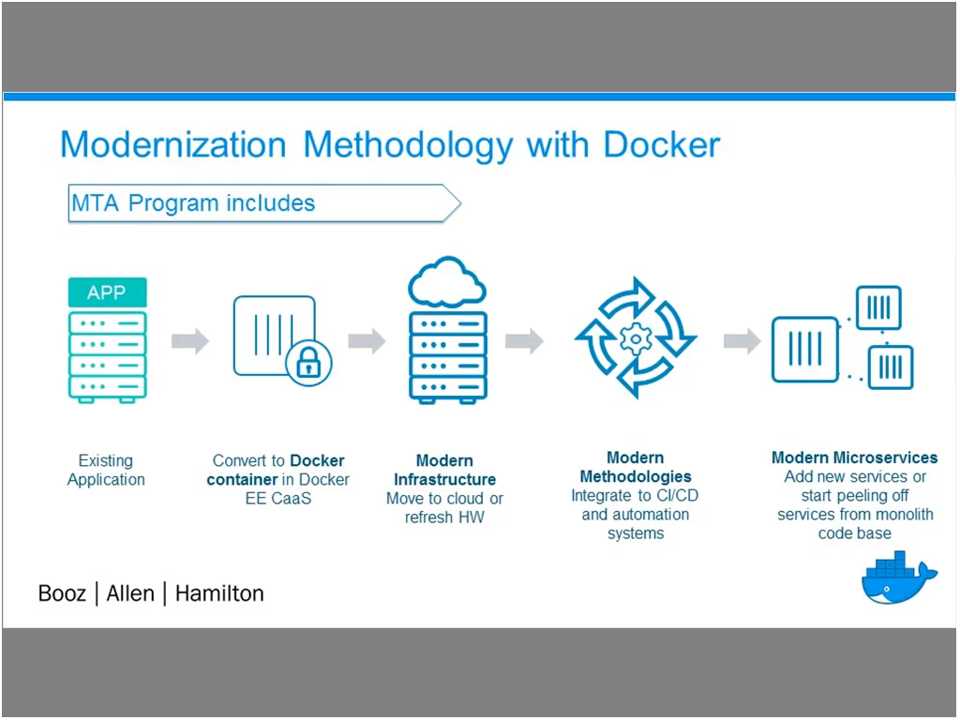 Modernization Methodology with Docker
MTA Program includes
APP
Existing
Application
Convert to Docker
container in Docker
EE CaaS
Modern
Infrastructure
Move to cloud or
refresh HW
Modern
Methodologies
Integrate to CI/CD
and automation
systems
Modern Microservices
Add new services or
start peeling off
services from monolith
code base
Booz | Allen | Hamilton